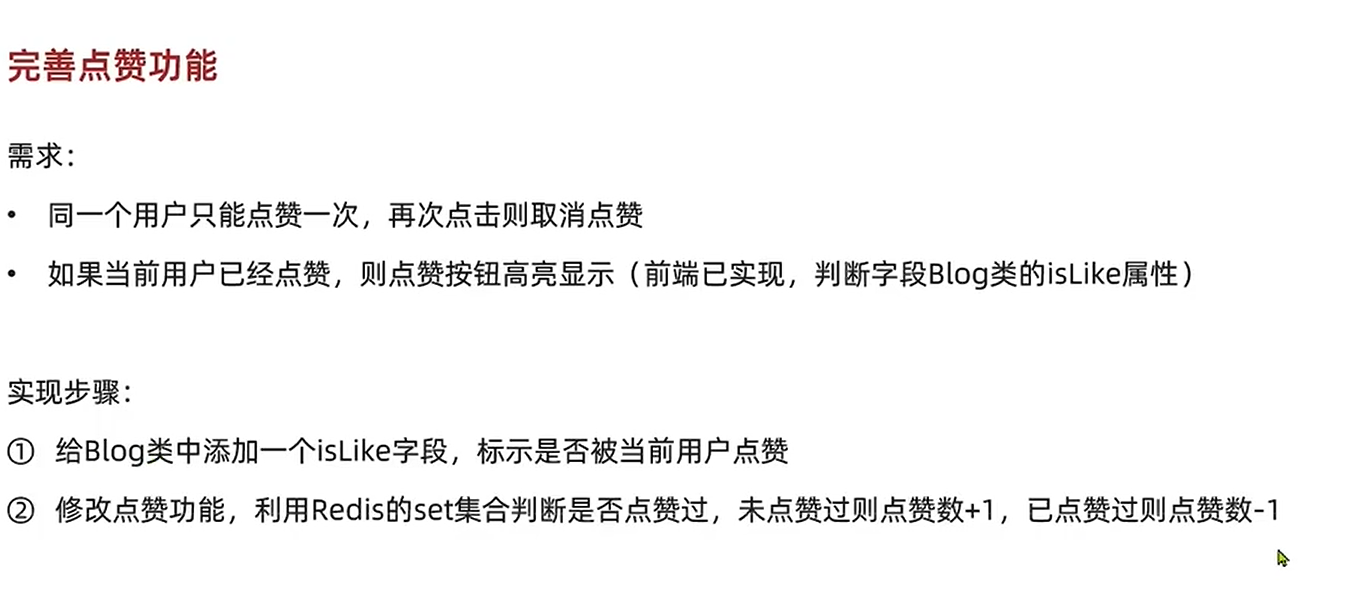 完善点赞功能
需求：
• 同一个用户只能点赞一次，再次点击则取消点赞
• 如果当前用户已经点赞，则点赞按钮高亮显示（前端已实现，判断字段Blog类的isLike属性）
实现步骤：
① 给Blog类中添加一个isLike字段，标示是否被当前用户点赞
② 修改点赞功能，利用Redis的set集合判断是否点赞过，未点赞过则点赞数+1，已点赞过则点赞数-1